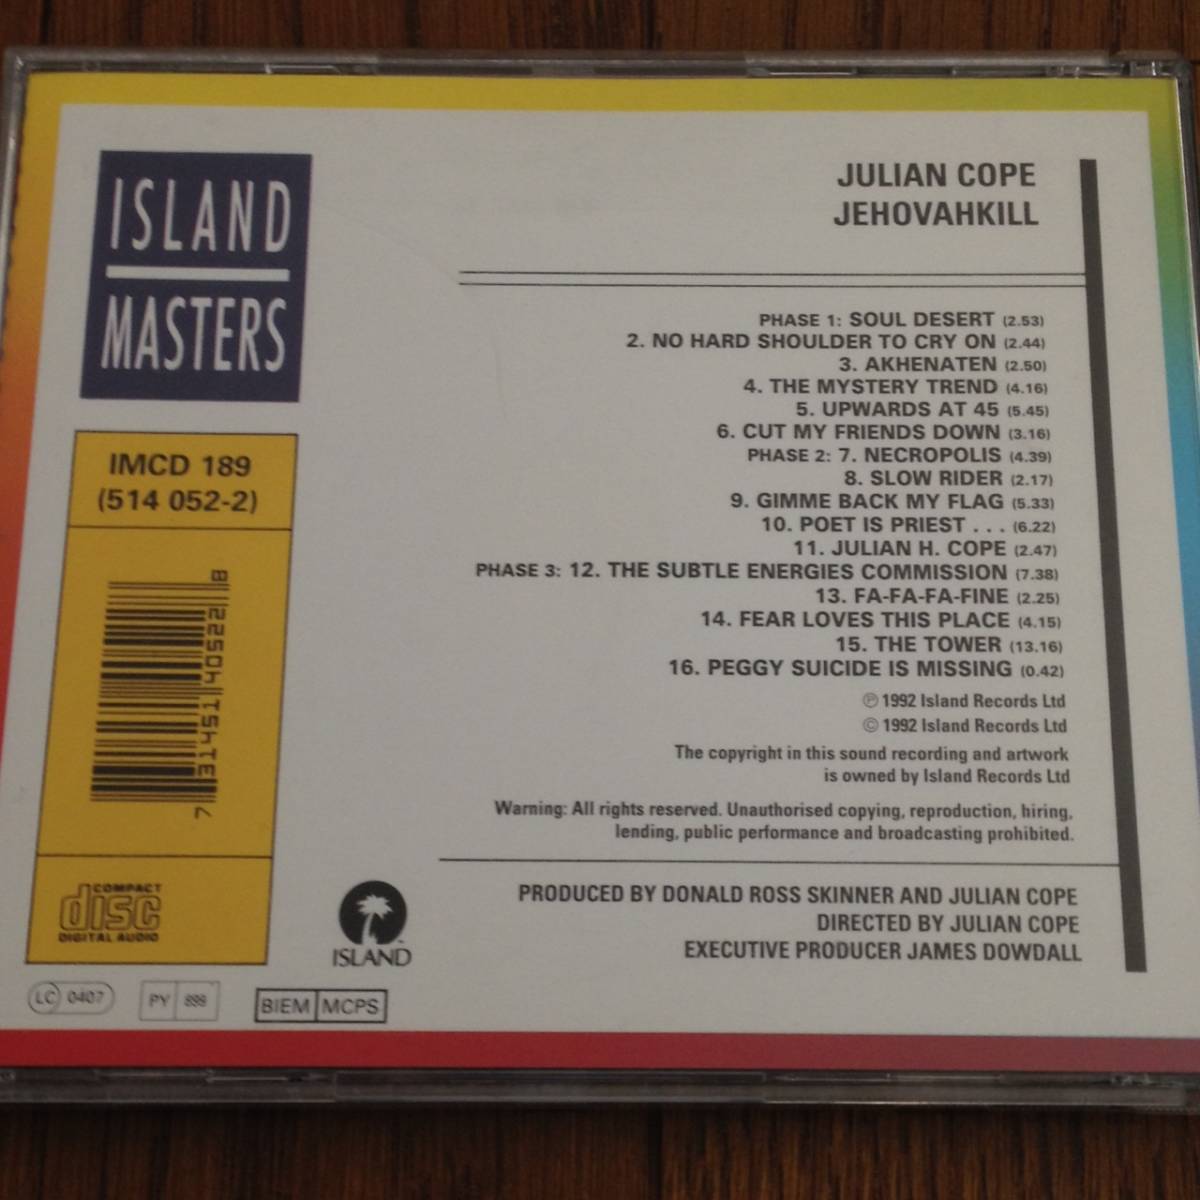 ISLAND
MASTERS
IMCD 189
(514 052-2)
7 31451 40522 8
COMPACT
disc
DIGITAL AUDIO
LC 0407
PY 899
BIEM MCPS
ISLAND
JULIAN COPE
JEHOVAHKILL
PHASE 1: SOUL DESERT (2.53)
2. NO HARD SHOULDER TO CRY ON (2.44)
3. AKHENATEN (2.50)
4. THE MYSTERY TREND (4.16)
5. UPWARDS AT 45 (5.45)
6. CUT MY FRIENDS DOWN (3.16)
PHASE 2: 7. NECROPOLIS (4.39)
8. SLOW RIDER (2.17)
9. GIMME BACK MY FLAG (5.33)
10. POET IS PRIEST . . . (6.22)
11. JULIAN H. COPE (2.47)
PHASE 3: 12. THE SUBTLE ENERGIES COMMISSION (7.38)
13. FA-FA-FA-FINE (2.25)
14. FEAR LOVES THIS PLACE (4.15)
15. THE TOWER (13.16)
16. PEGGY SUICIDE IS MISSING (0.42)
℗ 1992 Island Records Ltd
© 1992 Island Records Ltd
The copyright in this sound recording and artwork
is owned by Island Records Ltd
Warning: All rights reserved. Unauthorised copying, reproduction, hiring,
lending, public performance and broadcasting prohibited.
PRODUCED BY DONALD ROSS SKINNER AND JULIAN COPE
DIRECTED BY JULIAN COPE
EXECUTIVE PRODUCER JAMES DOWDALL